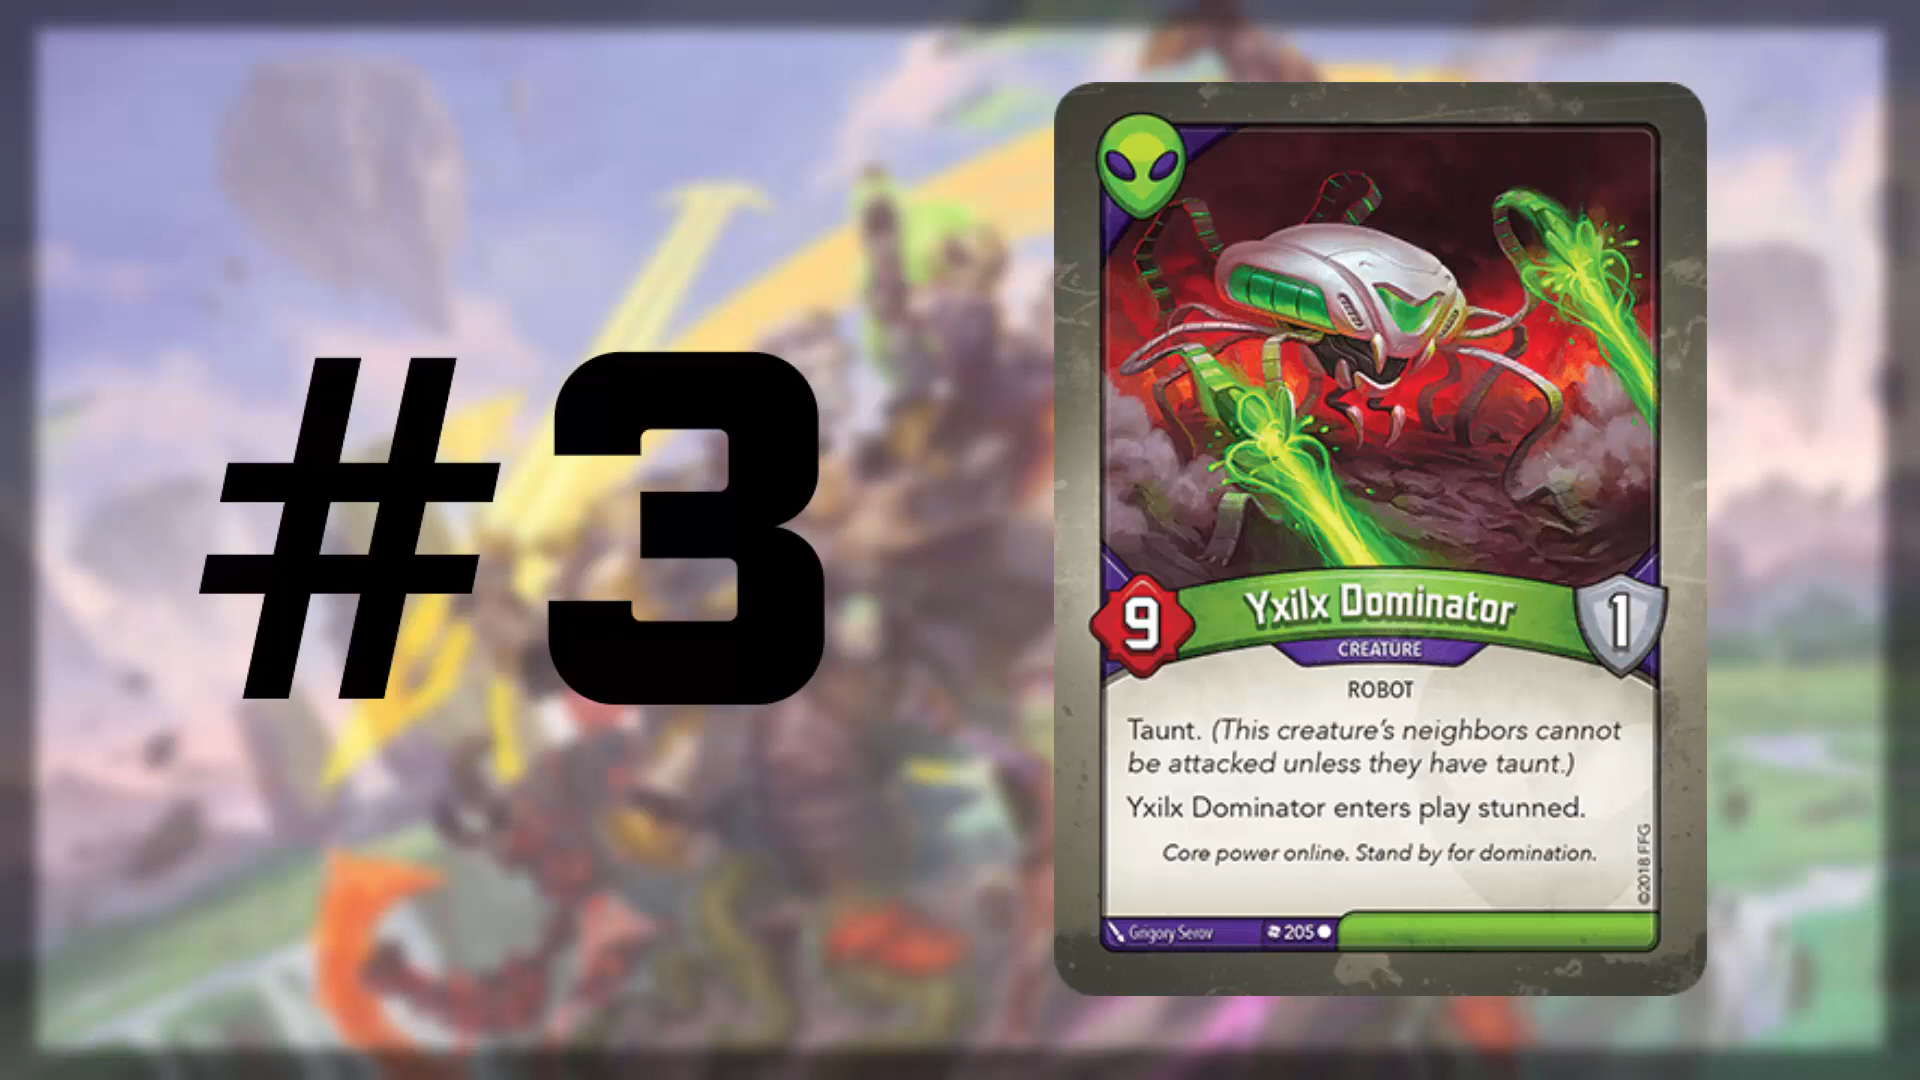 #3
Yxilx Dominator
9
1
CREATURE
ROBOT
Taunt. (This creature's neighbors cannot
be attacked unless they have taunt.)
Yxilx Dominator enters play stunned.
Core power online. Stand by for domination.
©2018 FFG
Grigory Serov
205